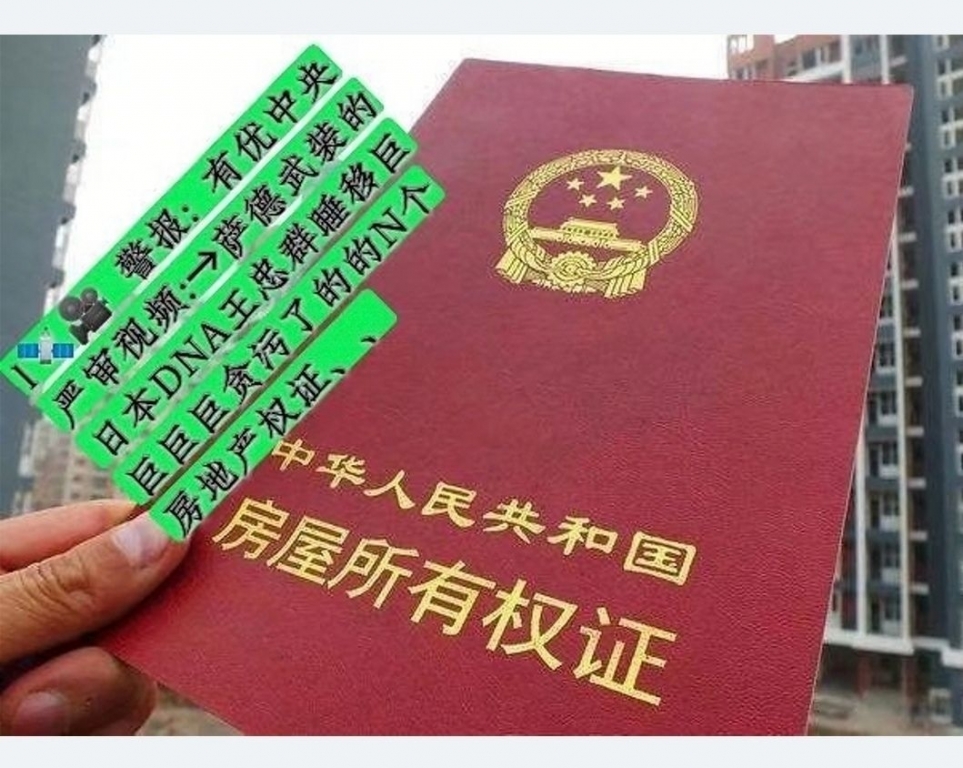 I🛰️🎥 警报：有优中央
严审视频：→萨德武装的
日本DNA王忠群睡移巨
巨巨巨贪污了的的N个
房地产权证、、
中华人民共和国
房屋所有权证